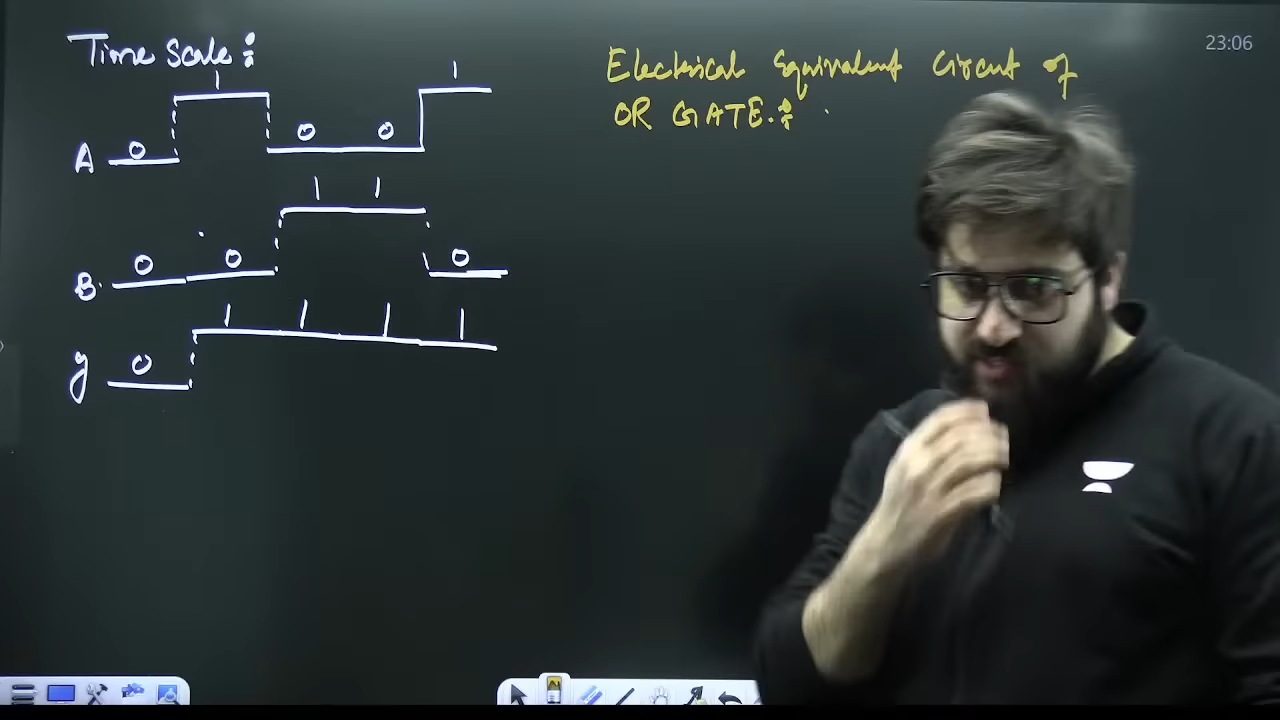 Time Scale :
1
1
0
0
0
A
1
1
0
0
0
B.
1
1
1
1
0
y
Electrical Equivalent Circuit of
OR GATE. :
23:06